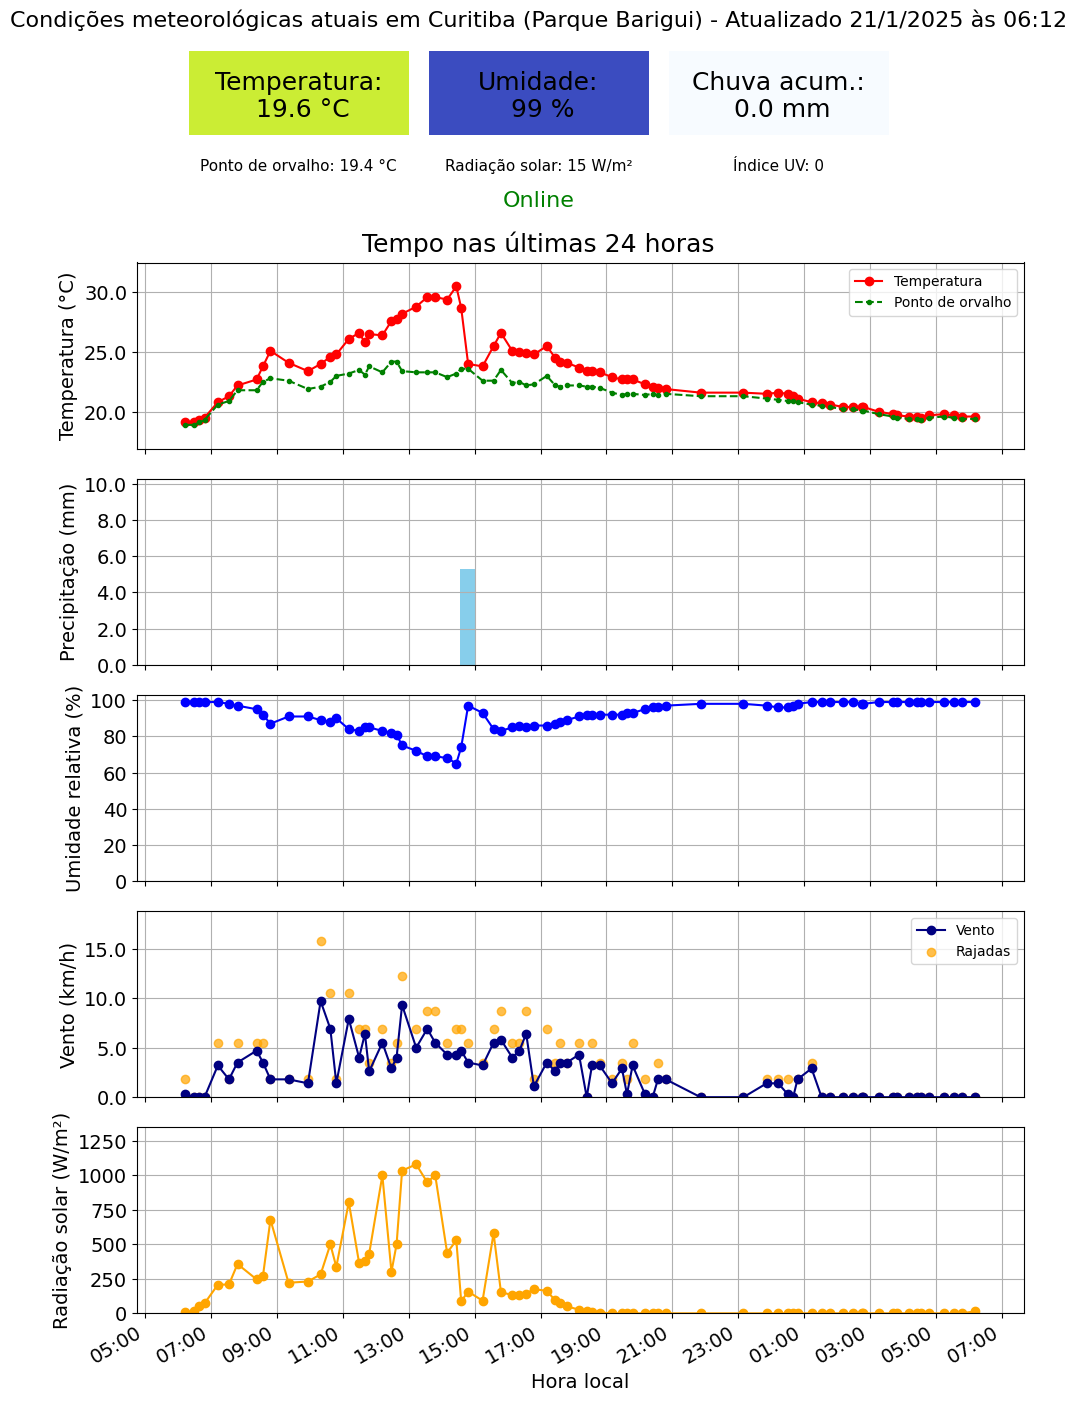 Condições meteorológicas atuais em Curitiba (Parque Barigui) - Atualizado 21/1/2025 às 06:12
Temperatura:
19.6 °C
Umidade:
99 %
Chuva acum.:
0.0 mm
Ponto de orvalho: 19.4 °C
Radiação solar: 15 W/m²
Índice UV: 0
Online
Tempo nas últimas 24 horas
Temperatura (°C)
30.0
25.0
20.0
Temperatura
Ponto de orvalho
Precipitação (mm)
10.0
8.0
6.0
4.0
2.0
0.0
Umidade relativa (%)
100
80
60
40
20
0
Vento (km/h)
15.0
10.0
5.0
0.0
Vento
Rajadas
Radiação solar (W/m²)
1250
1000
750
500
250
0
05:00
07:00
09:00
11:00
13:00
15:00
17:00
19:00
21:00
23:00
01:00
03:00
05:00
07:00
Hora local